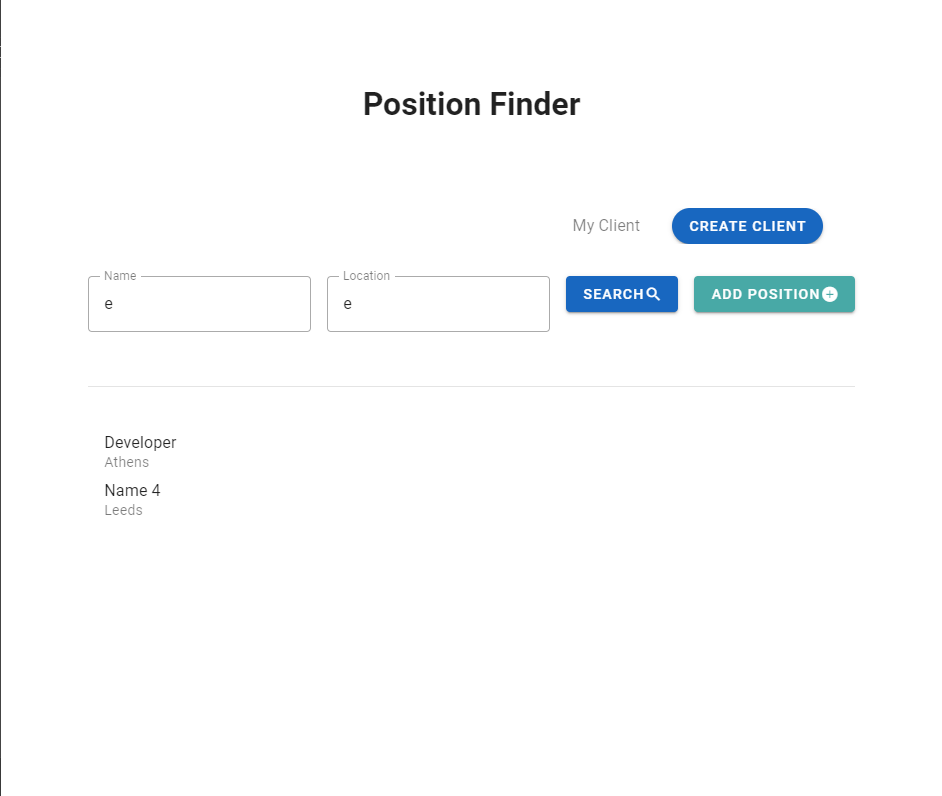 Position Finder
My Client
CREATE CLIENT
Name
e
Location
e
SEARCH
ADD POSITION
Developer
Athens
Name 4
Leeds